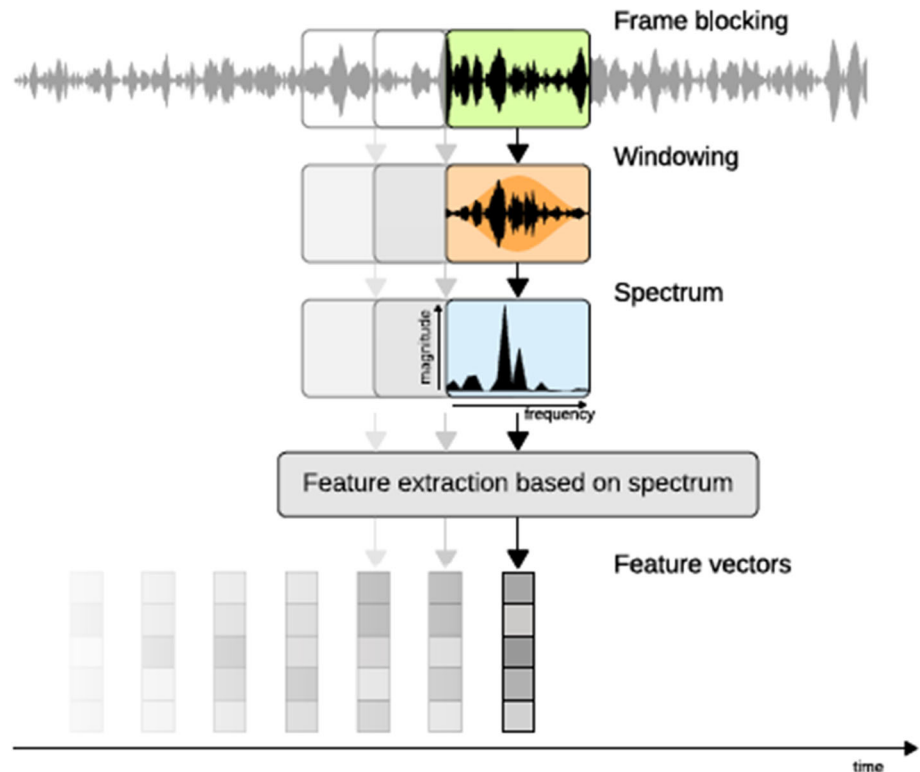 Frame blocking
Windowing
Spectrum
magnitude
frequency
Feature extraction based on spectrum
Feature vectors
time